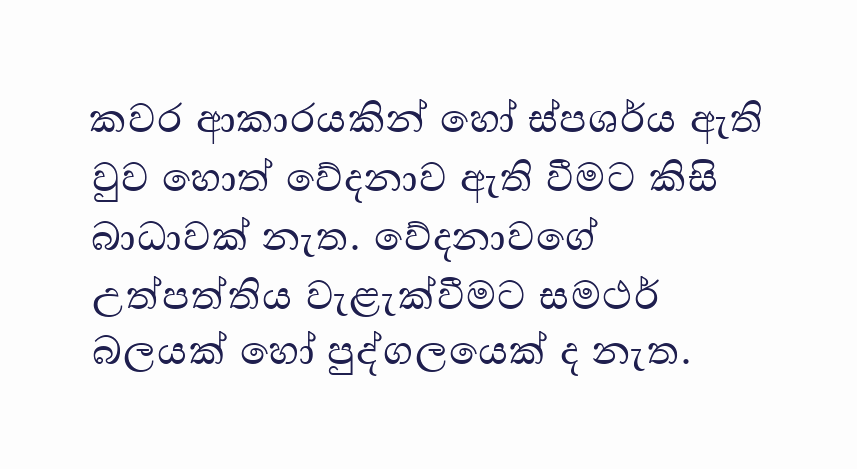 කවර ආකාරයකින් හෝ ස්පශර්ය ඇති
වුව හොත් වේදනාව ඇති වීමට කිසි
බාධාවක් නැත. වේදනාවගේ
උත්පත්තිය වැළැක්වීමට සමථර්
බලයක් හෝ පුද්ගලයෙක් ද නැත.